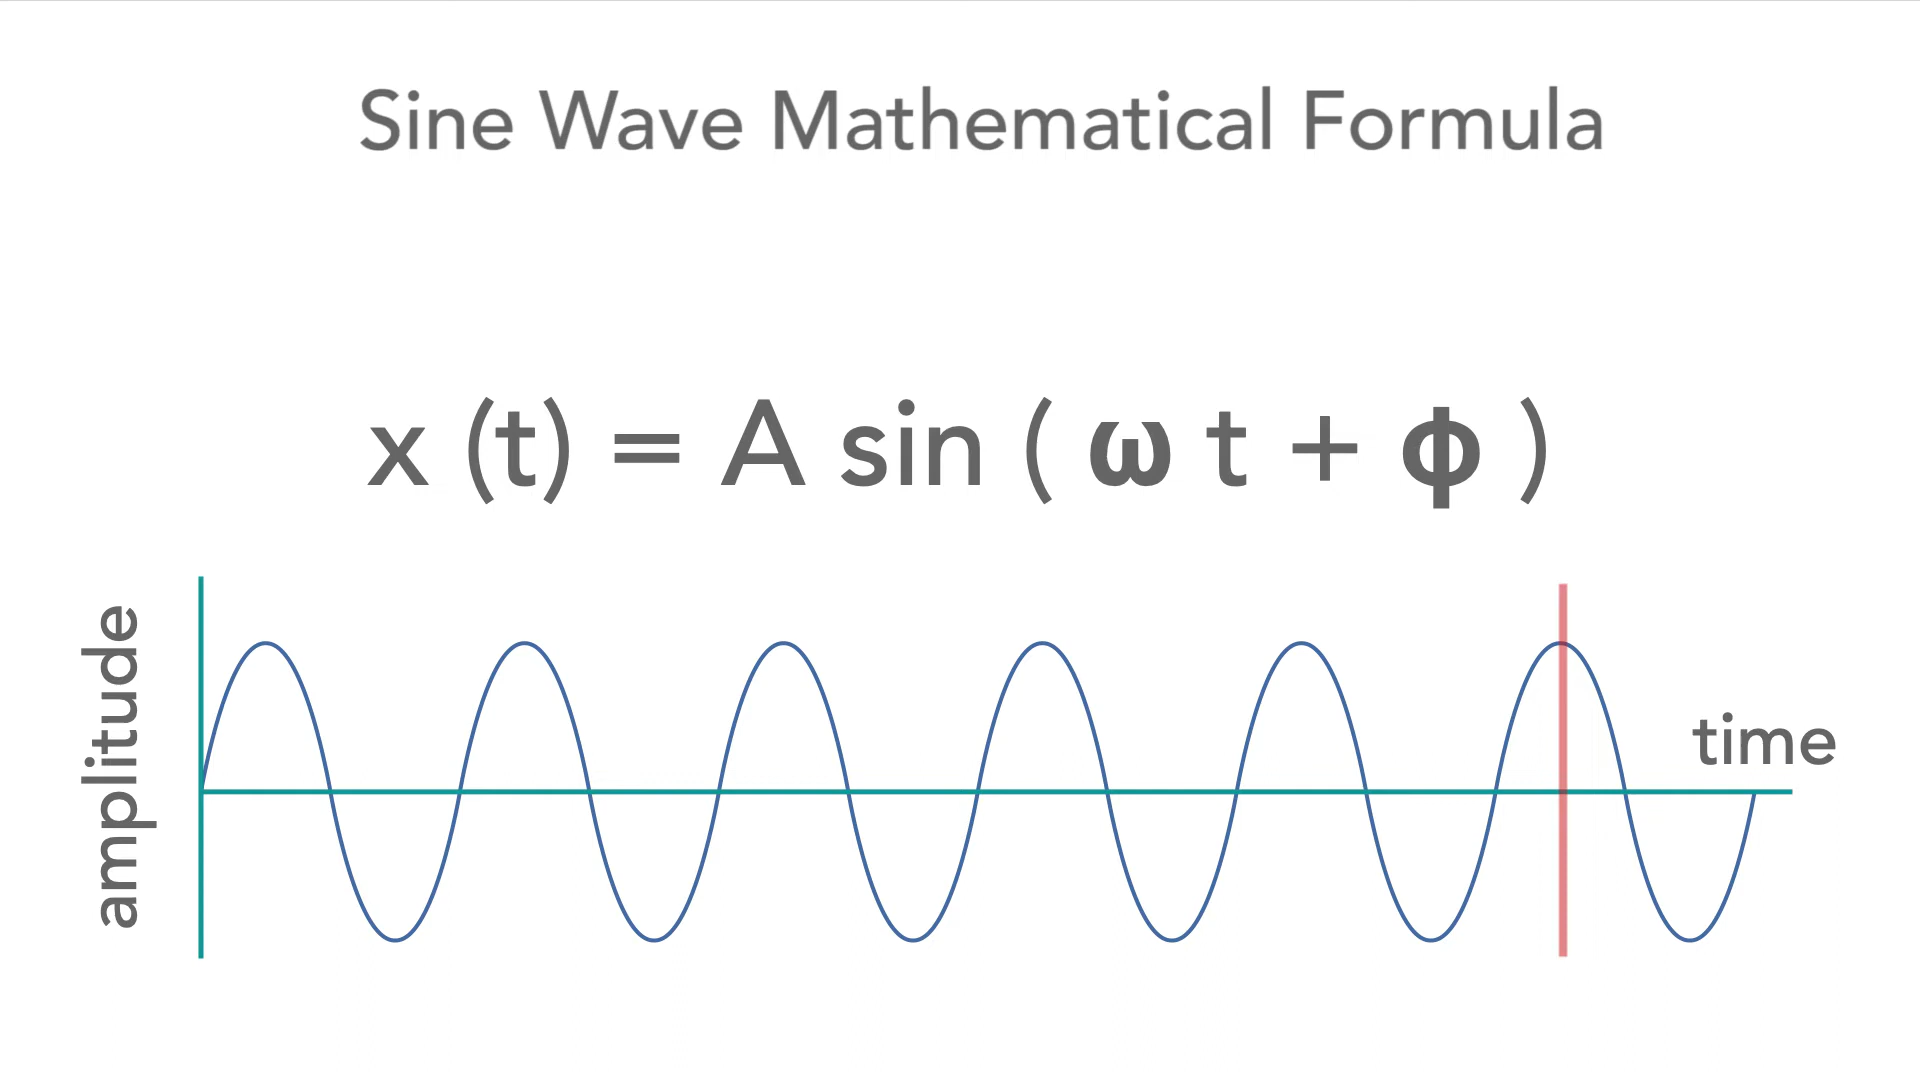 Sine Wave Mathematical Formula
x (t) = A sin ( ω t + ϕ )
amplitude
time